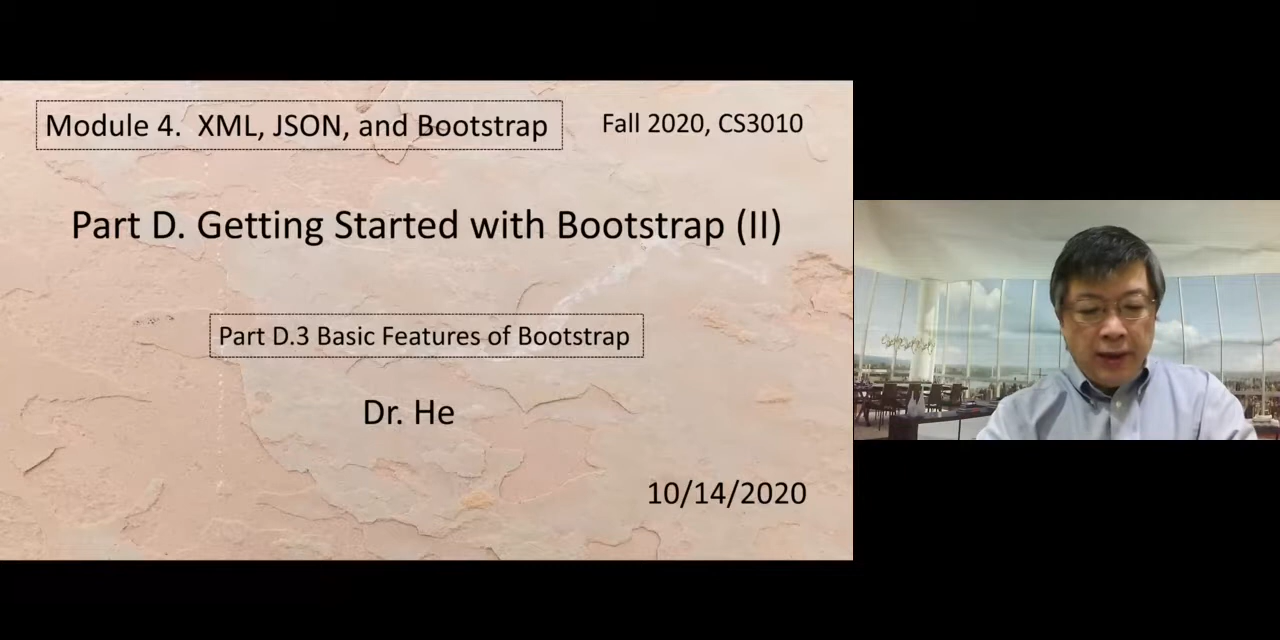 Module 4. XML, JSON, and Bootstrap
Fall 2020, CS3010
Part D. Getting Started with Bootstrap (II)
Part D.3 Basic Features of Bootstrap
Dr. He
10/14/2020